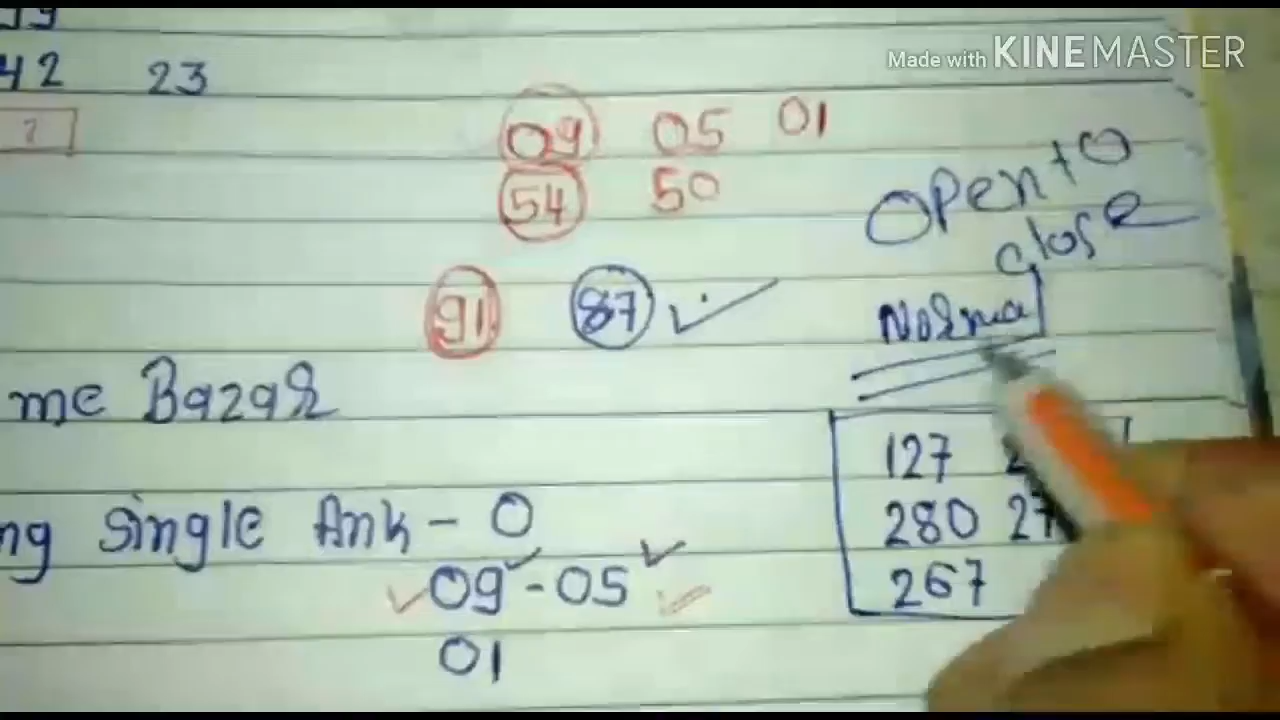 Made with KINEMASTER
42 23
?
09 05 01
54 50
Open to
close
Normal
91 87
me Bazar
127
280 27
267
ng Single Ank - 0
09 - 05
01